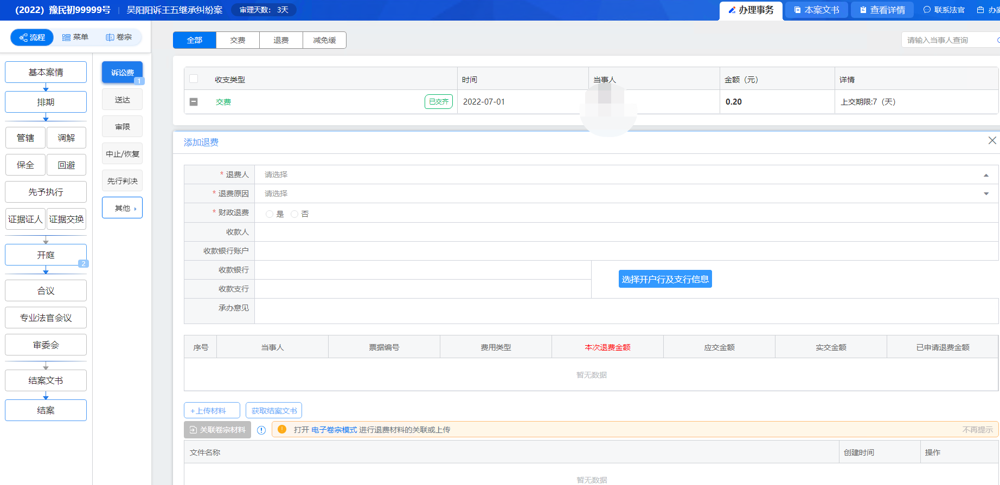 (2022) 豫民初99999号 | 吴阳阳诉王五继承纠纷案 审理天数： 3天 办理事务 本案文书 查看详情 联系法官 办案
流程 菜单 卷宗
全部 交费 退费 减免缓 请输入当事人查询
基本案情
排期
管辖 调解
保全 回避
先予执行
证据证人 证据交换
开庭 2
合议
专业法官会议
审委会
结案文书
结案
诉讼费 1
送达
审限
中止/恢复
先行判决
其他
收支类型 时间 当事人 金额（元） 详情
交费 已交齐 2022-07-01 0.20 上交期限:7（天）
添加退费
* 退费人 请选择
* 退费原因 请选择
* 财政退费 是 否
收款人
收款银行账户
收款银行
选择开户行及支行信息
收款支行
承办意见
序号 当事人 票据编号 费用类型 本次退费金额 应交金额 实交金额 已申请退费金额
暂无数据
+上传材料 获取结案文书
关联卷宗材料 打开 电子卷宗模式 进行退费材料的关联或上传 不再提示
文件名称 创建时间 操作
暂无数据